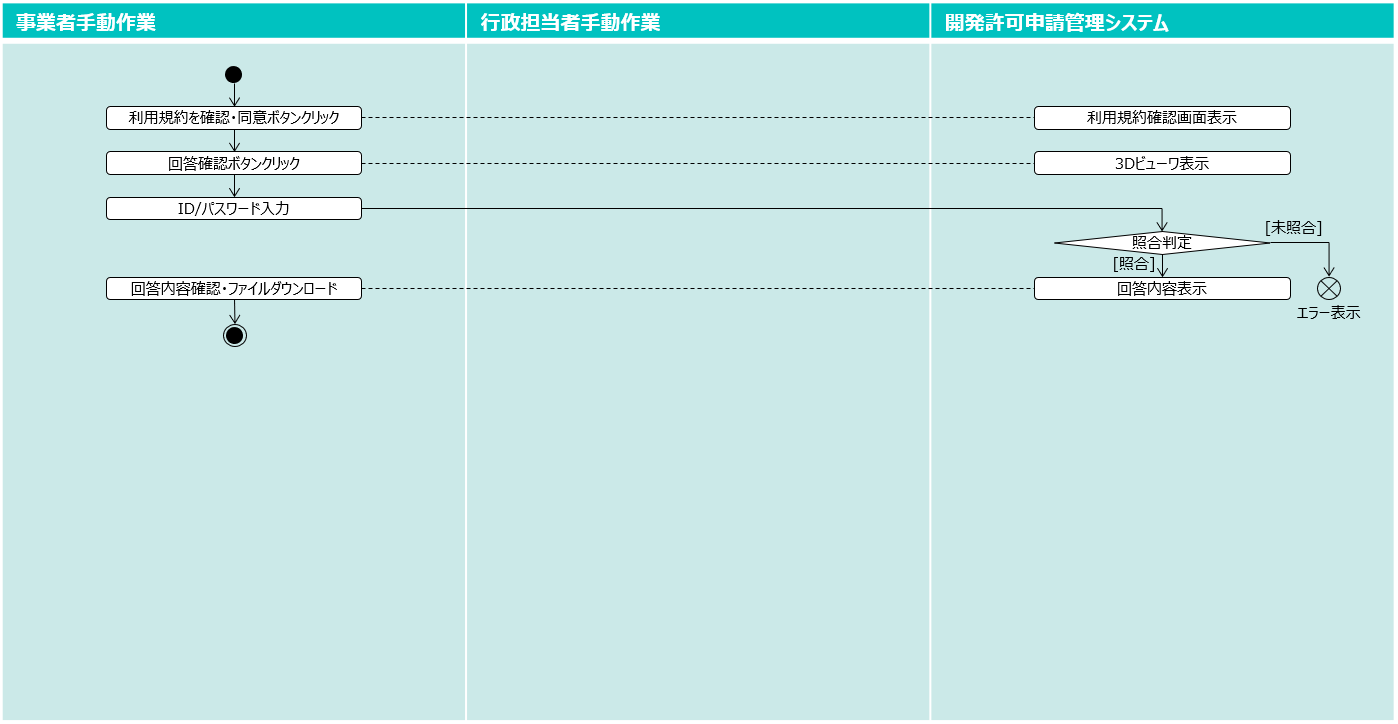 事業者手動作業
行政担当者手動作業
開発許可申請管理システム
利用規約を確認・同意ボタンクリック
利用規約確認画面表示
回答確認ボタンクリック
3Dビューワ表示
ID/パスワード入力
[未照合]
照合判定
[照合]
回答内容確認・ファイルダウンロード
回答内容表示
エラー表示